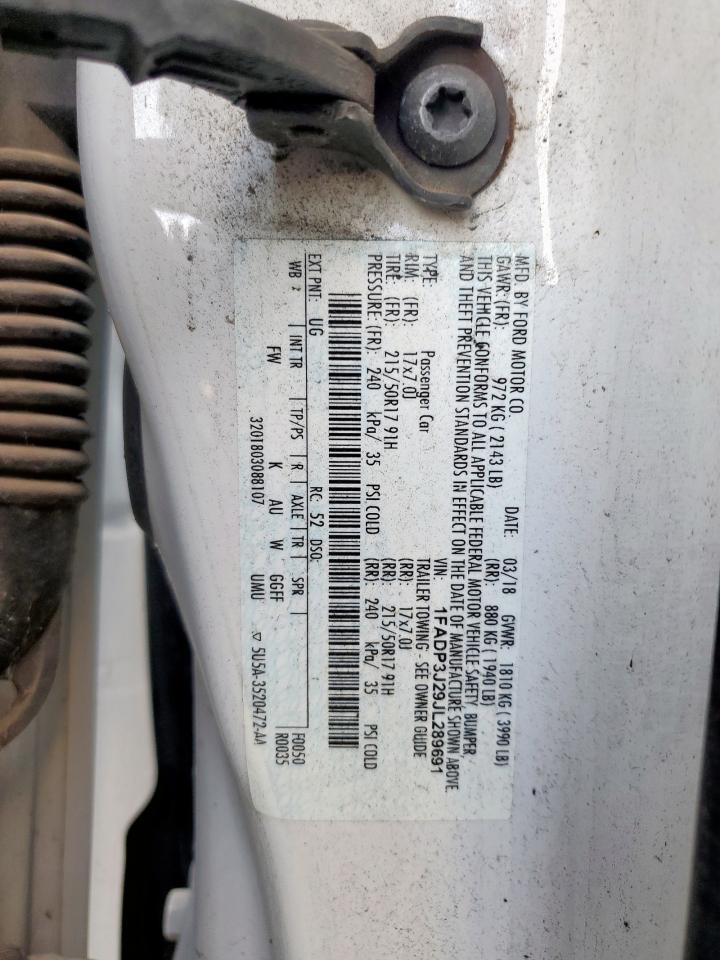 MFD. BY FORD MOTOR CO.
DATE: 03/18 GVWR: 1810 KG ( 3990 LB)
GAWR: (FR): 972 KG ( 2143 LB) (RR): 880 KG ( 1940 LB)
THIS VEHICLE CONFORMS TO ALL APPLICABLE FEDERAL MOTOR VEHICLE SAFETY, BUMPER,
AND THEFT PREVENTION STANDARDS IN EFFECT ON THE DATE OF MANUFACTURE SHOWN ABOVE.
VIN: 1FADP3J29JL289691
TYPE: Passenger Car TRAILER TOWING - SEE OWNER GUIDE
RIM: (FR): 17x7.0J (RR): 17x7.0J
TIRE: (FR): 215/50R17 91H (RR): 215/50R17 91H
PRESSURE (FR): 240 kPa/ 35 PSI COLD (RR): 240 kPa/ 35 PSI COLD
EXT PNT: UG RC: 52 DSO: F0050
WB INT TR TP/PS R AXLE TR SPR R0035
FW K AU W GGFF
3201803088107 UMU 5U5A-3520472-AA